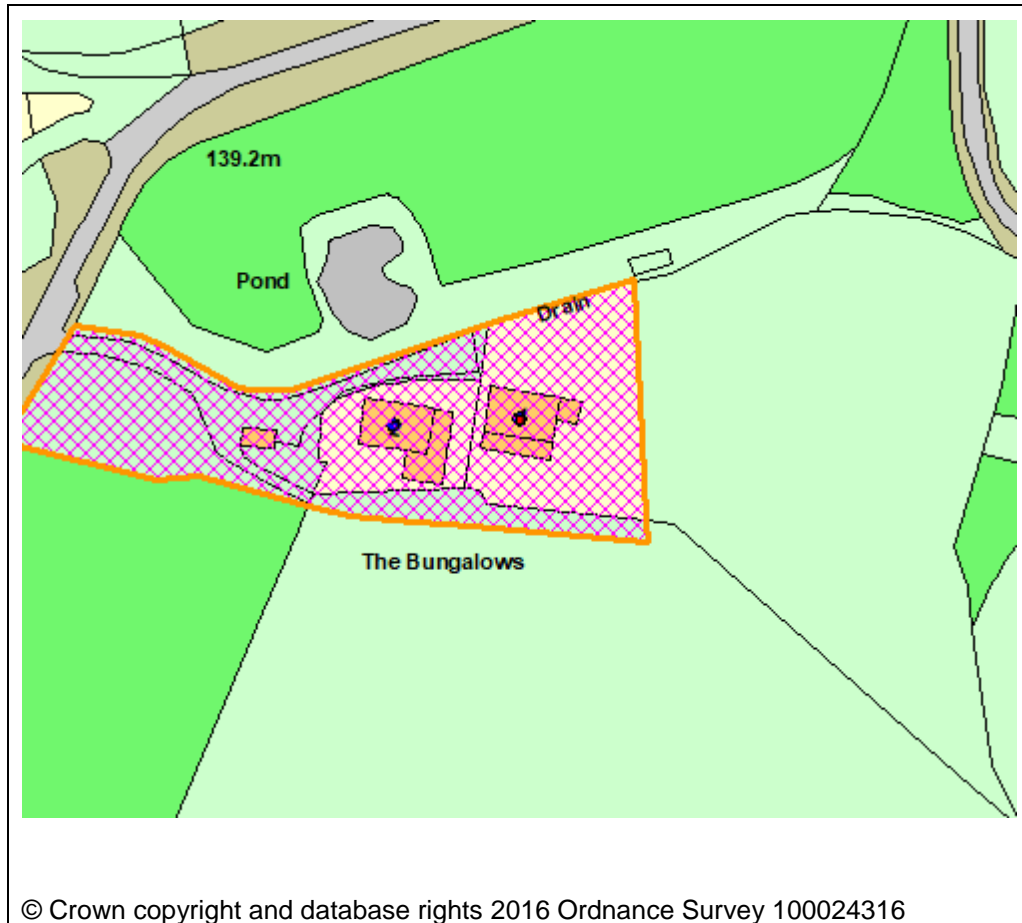 139.2m
Pond
Drain
The Bungalows
© Crown copyright and database rights 2016 Ordnance Survey 100024316